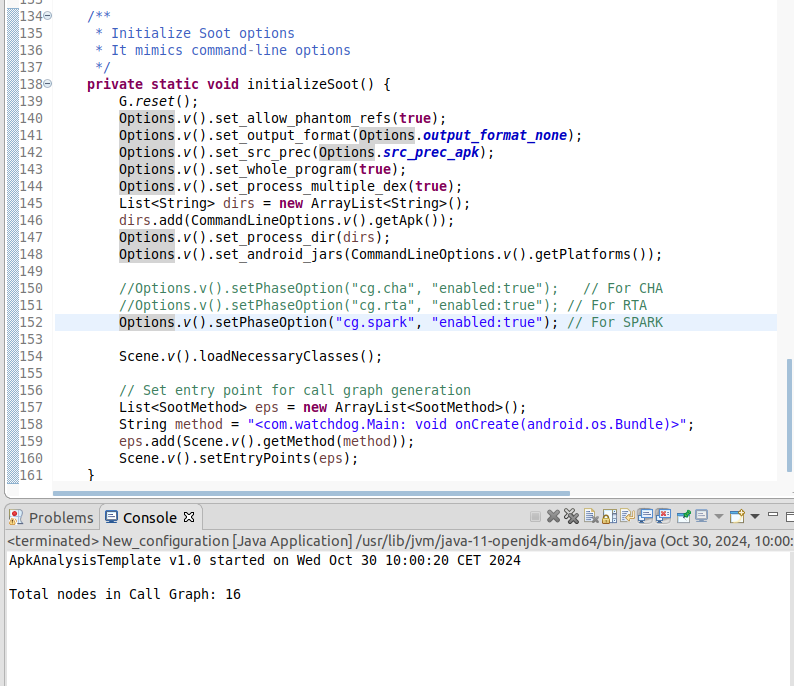 133
134 /**
135 * Initialize Soot options
136 * It mimics command-line options
137 */
138 private static void initializeSoot() {
139 G.reset();
140 Options.v().set_allow_phantom_refs(true);
141 Options.v().set_output_format(Options.output_format_none);
142 Options.v().set_src_prec(Options.src_prec_apk);
143 Options.v().set_whole_program(true);
144 Options.v().set_process_multiple_dex(true);
145 List<String> dirs = new ArrayList<String>();
146 dirs.add(CommandLineOptions.v().getApk());
147 Options.v().set_process_dir(dirs);
148 Options.v().set_android_jars(CommandLineOptions.v().getPlatforms());
149
150 //Options.v().setPhaseOption("cg.cha", "enabled:true");   // For CHA
151 //Options.v().setPhaseOption("cg.rta", "enabled:true"); // For RTA
152 Options.v().setPhaseOption("cg.spark", "enabled:true"); // For SPARK
153
154 Scene.v().loadNecessaryClasses();
155
156 // Set entry point for call graph generation
157 List<SootMethod> eps = new ArrayList<SootMethod>();
158 String method = "<com.watchdog.Main: void onCreate(android.os.Bundle)>";
159 eps.add(Scene.v().getMethod(method));
160 Scene.v().setEntryPoints(eps);
161 }
Problems Console
<terminated> New_configuration [Java Application] /usr/lib/jvm/java-11-openjdk-amd64/bin/java (Oct 30, 2024, 10:00:
ApkAnalysisTemplate v1.0 started on Wed Oct 30 10:00:20 CET 2024
Total nodes in Call Graph: 16